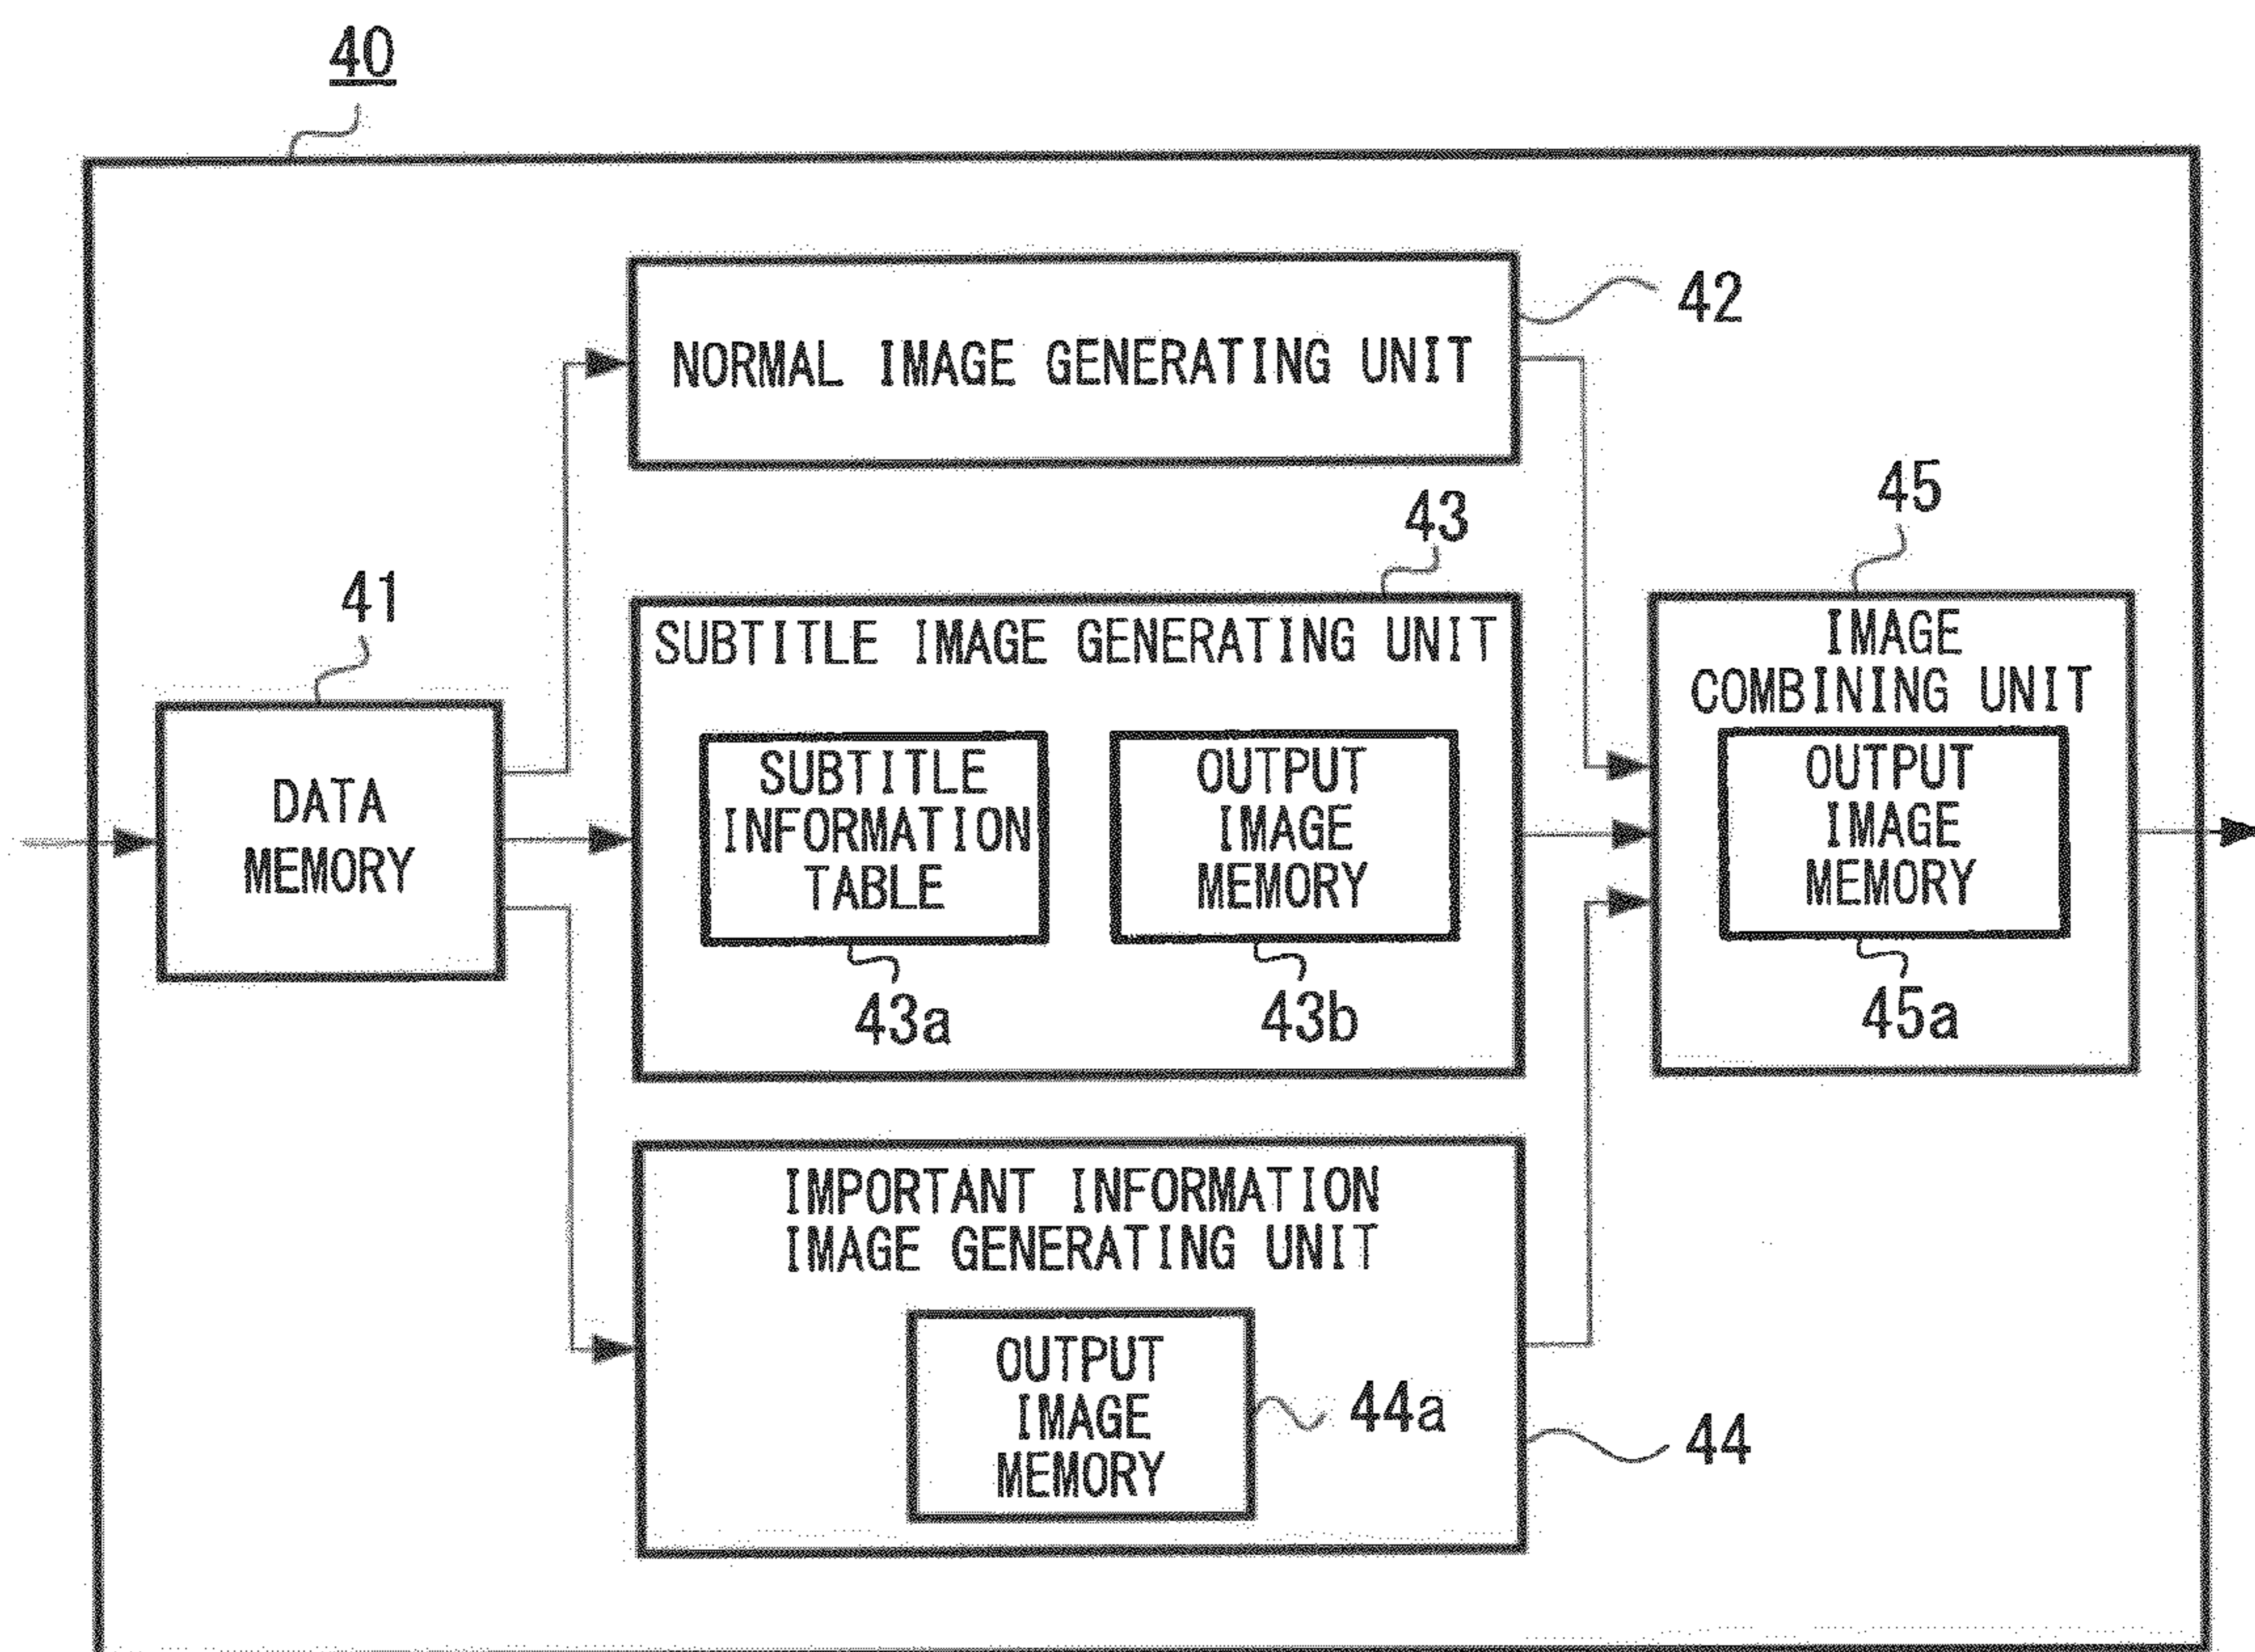 40
42
NORMAL IMAGE GENERATING UNIT
43
45
41
SUBTITLE IMAGE GENERATING UNIT
IMAGE
COMBINING UNIT
DATA
MEMORY
SUBTITLE
INFORMATION
TABLE
OUTPUT
IMAGE
MEMORY
OUTPUT
IMAGE
MEMORY
43a
43b
45a
IMPORTANT INFORMATION
IMAGE GENERATING UNIT
OUTPUT
IMAGE
MEMORY
44a
44